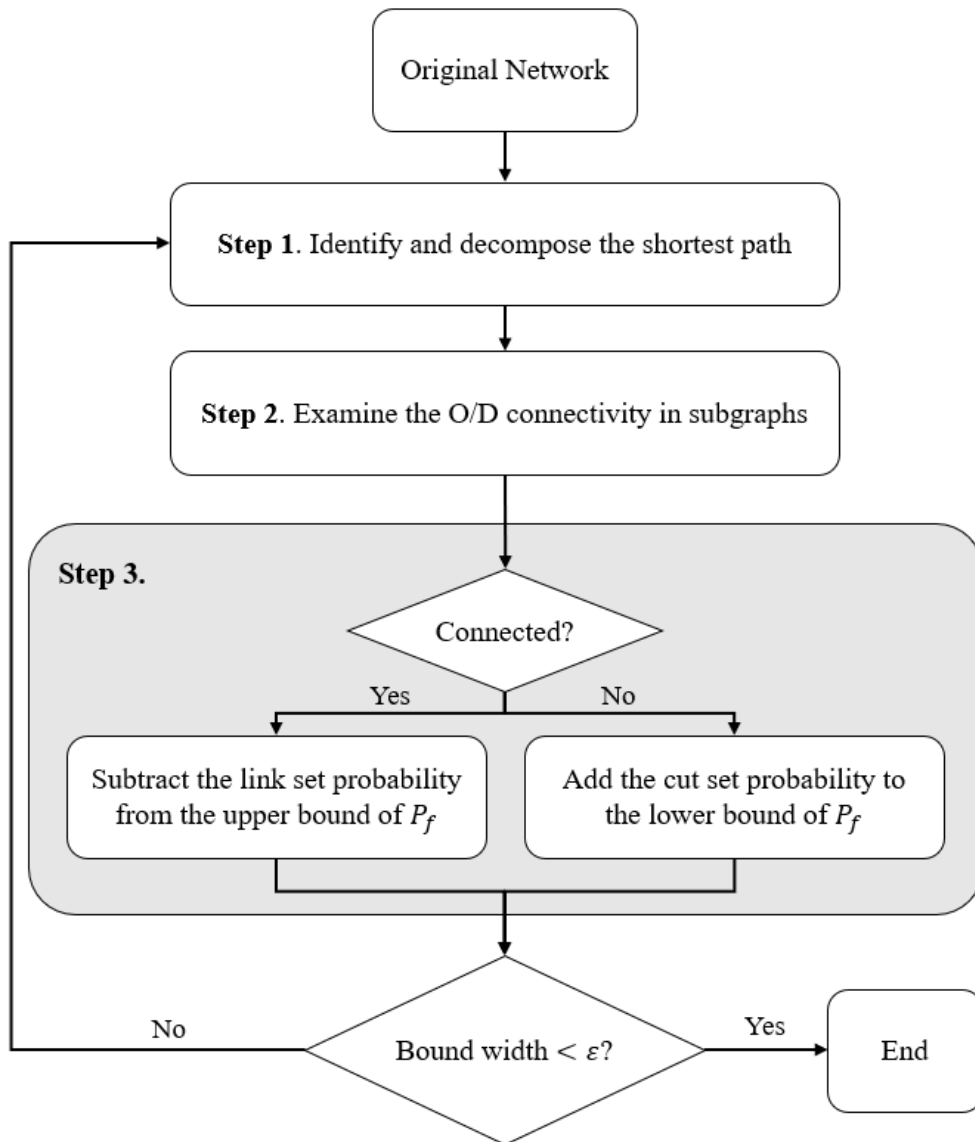 Original Network
Step 1. Identify and decompose the shortest path
Step 2. Examine the O/D connectivity in subgraphs
Step 3.
Connected?
Yes
No
Subtract the link set probability
from the upper bound of P_f
Add the cut set probability to
the lower bound of P_f
No
Bound width < ε?
Yes
End